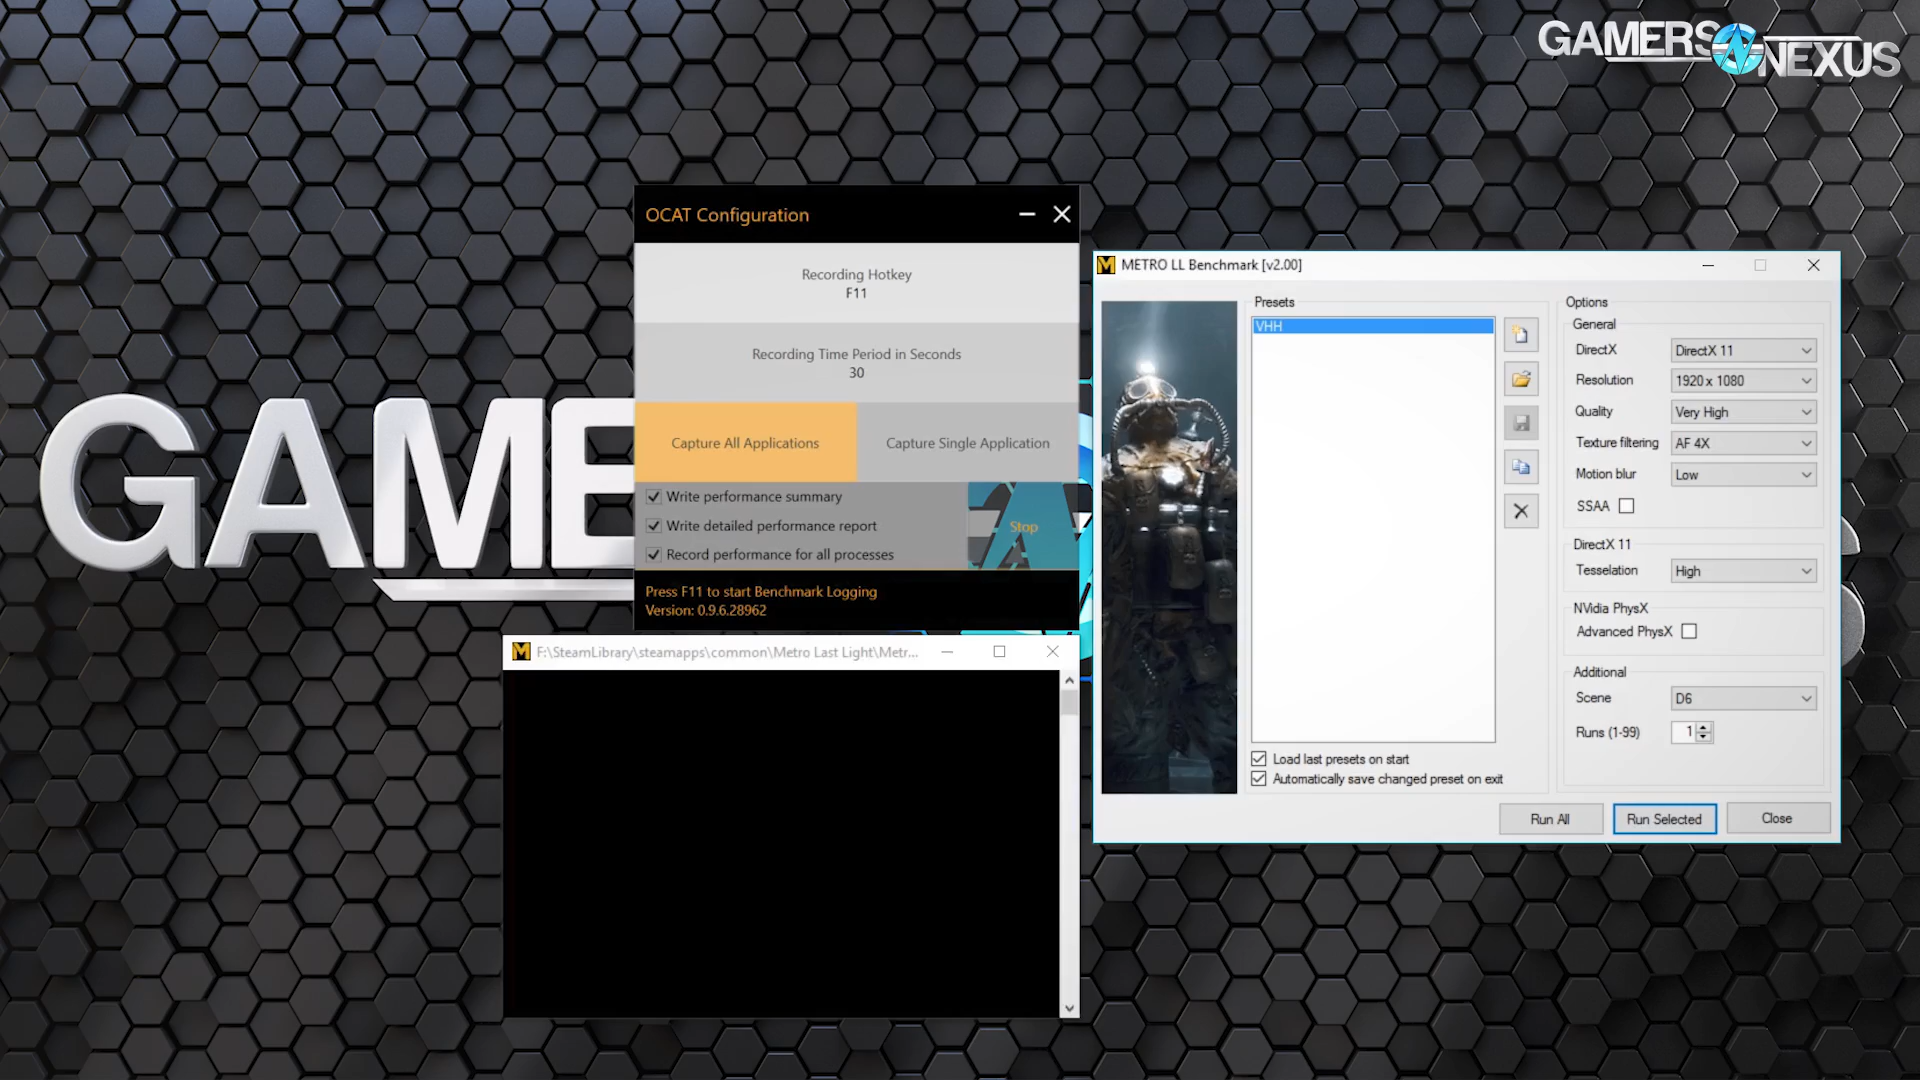 GAMERS NEXUS
OCAT Configuration
Recording Hotkey
F11
Recording Time Period in Seconds
30
Capture All Applications
Capture Single Application
Write performance summary
Write detailed performance report
Record performance for all processes
Stop
Press F11 to start Benchmark Logging
Version: 0.9.6.28962
F:\SteamLibrary\steamapps\common\Metro Last Light\Metr...
METRO LL Benchmark [v2.00]
Presets
VHH
Load last presets on start
Automatically save changed preset on exit
Options
General
DirectX
DirectX 11
Resolution
1920 x 1080
Quality
Very High
Texture filtering
AF 4X
Motion blur
Low
SSAA
DirectX 11
Tesselation
High
NVidia PhysX
Advanced PhysX
Additional
Scene
D6
Runs (1-99)
1
Run All
Run Selected
Close